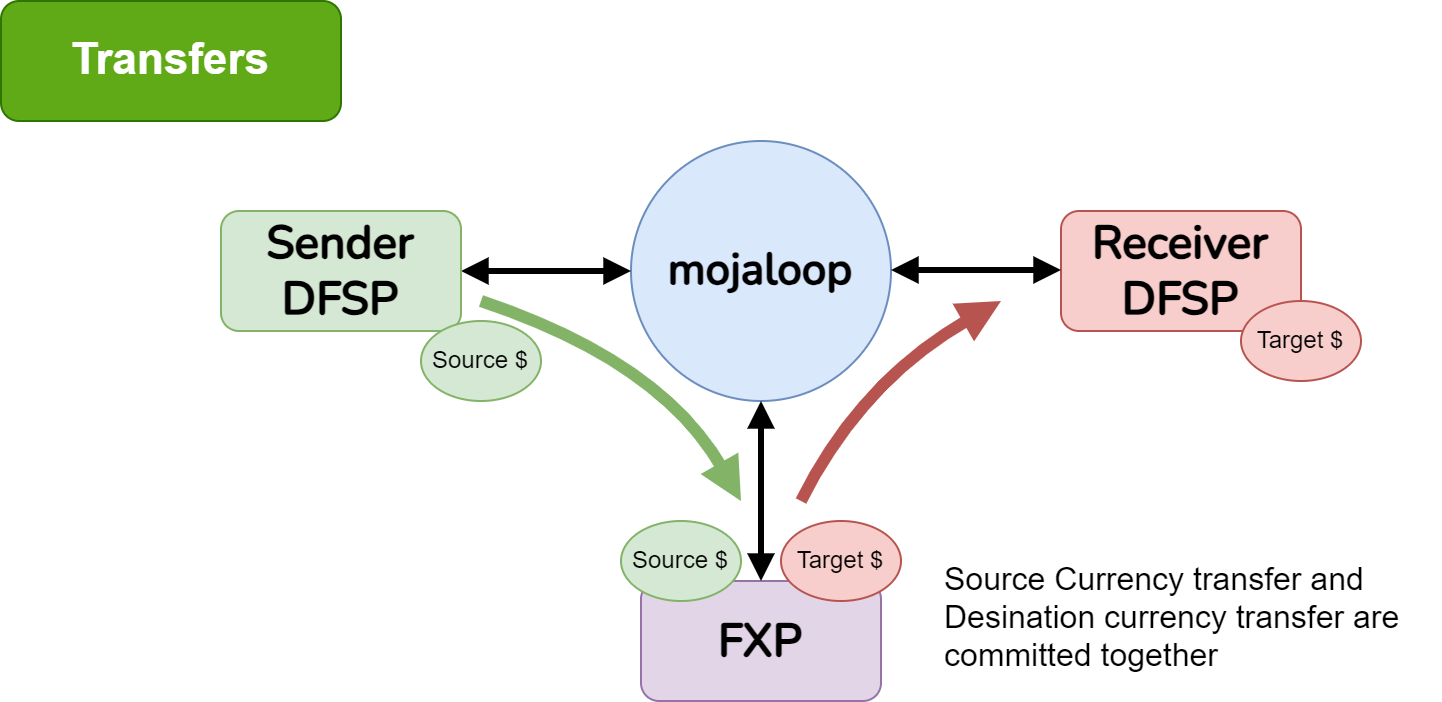 Transfers
Sender
DFSP
mojaloop
Receiver
DFSP
Source $
Target $
Source $
Target $
FXP
Source Currency transfer and
Desination currency transfer are
committed together